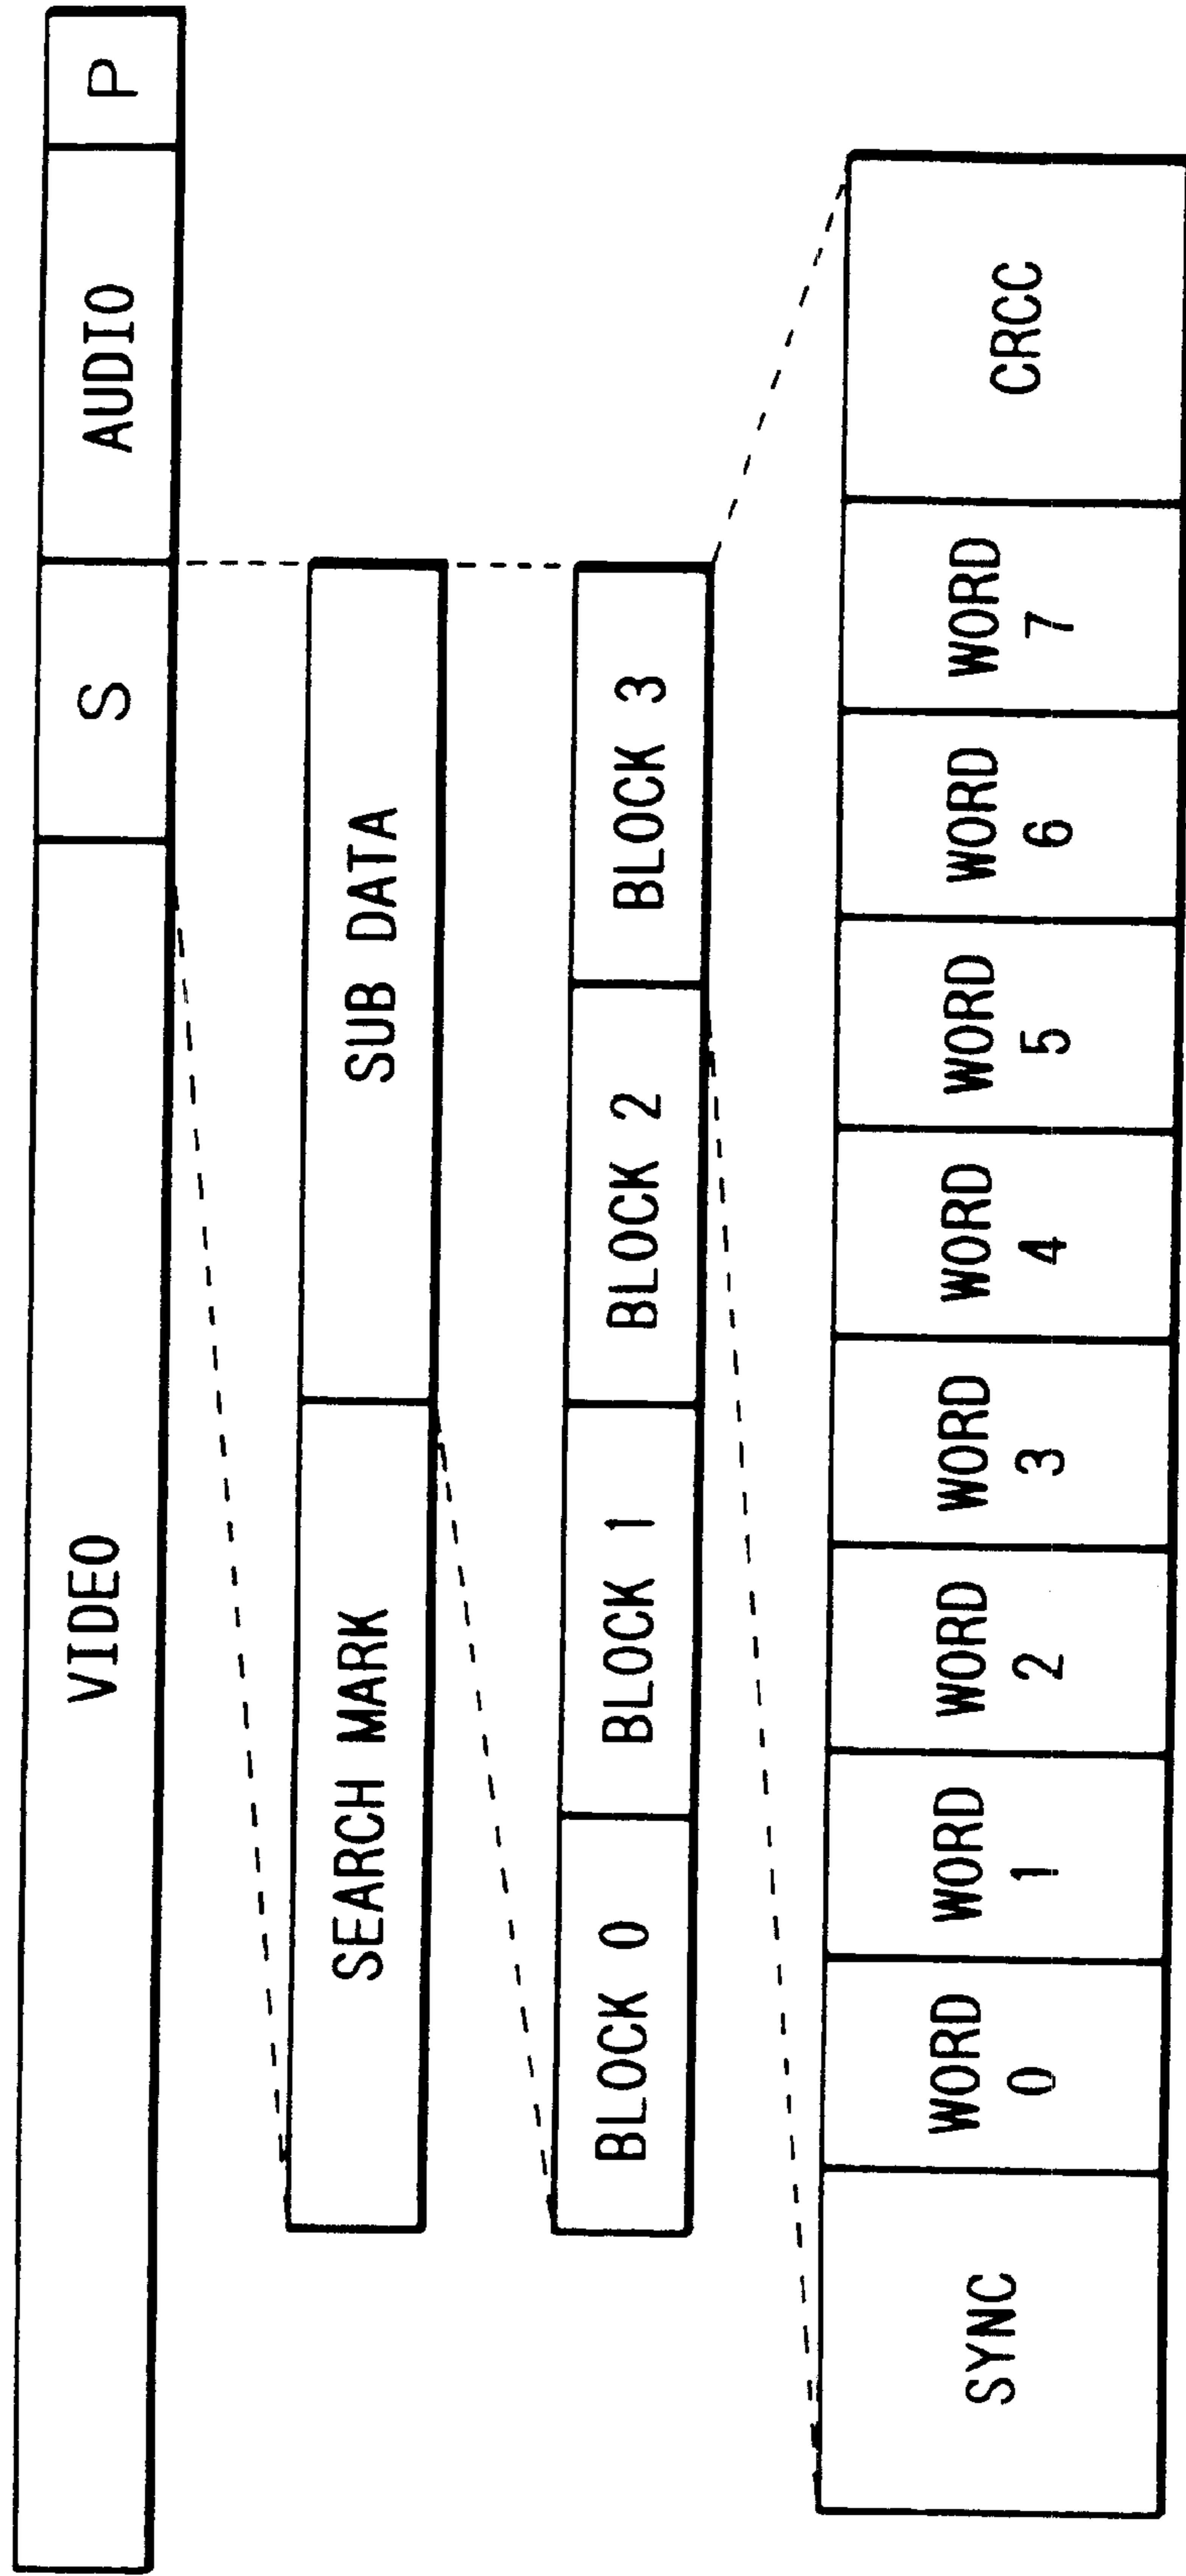 VIDEO
S
AUDIO
P
SEARCH MARK
SUB DATA
BLOCK 0
BLOCK 1
BLOCK 2
BLOCK 3
SYNC
WORD
0
WORD
1
WORD
2
WORD
3
WORD
4
WORD
5
WORD
6
WORD
7
CRCC